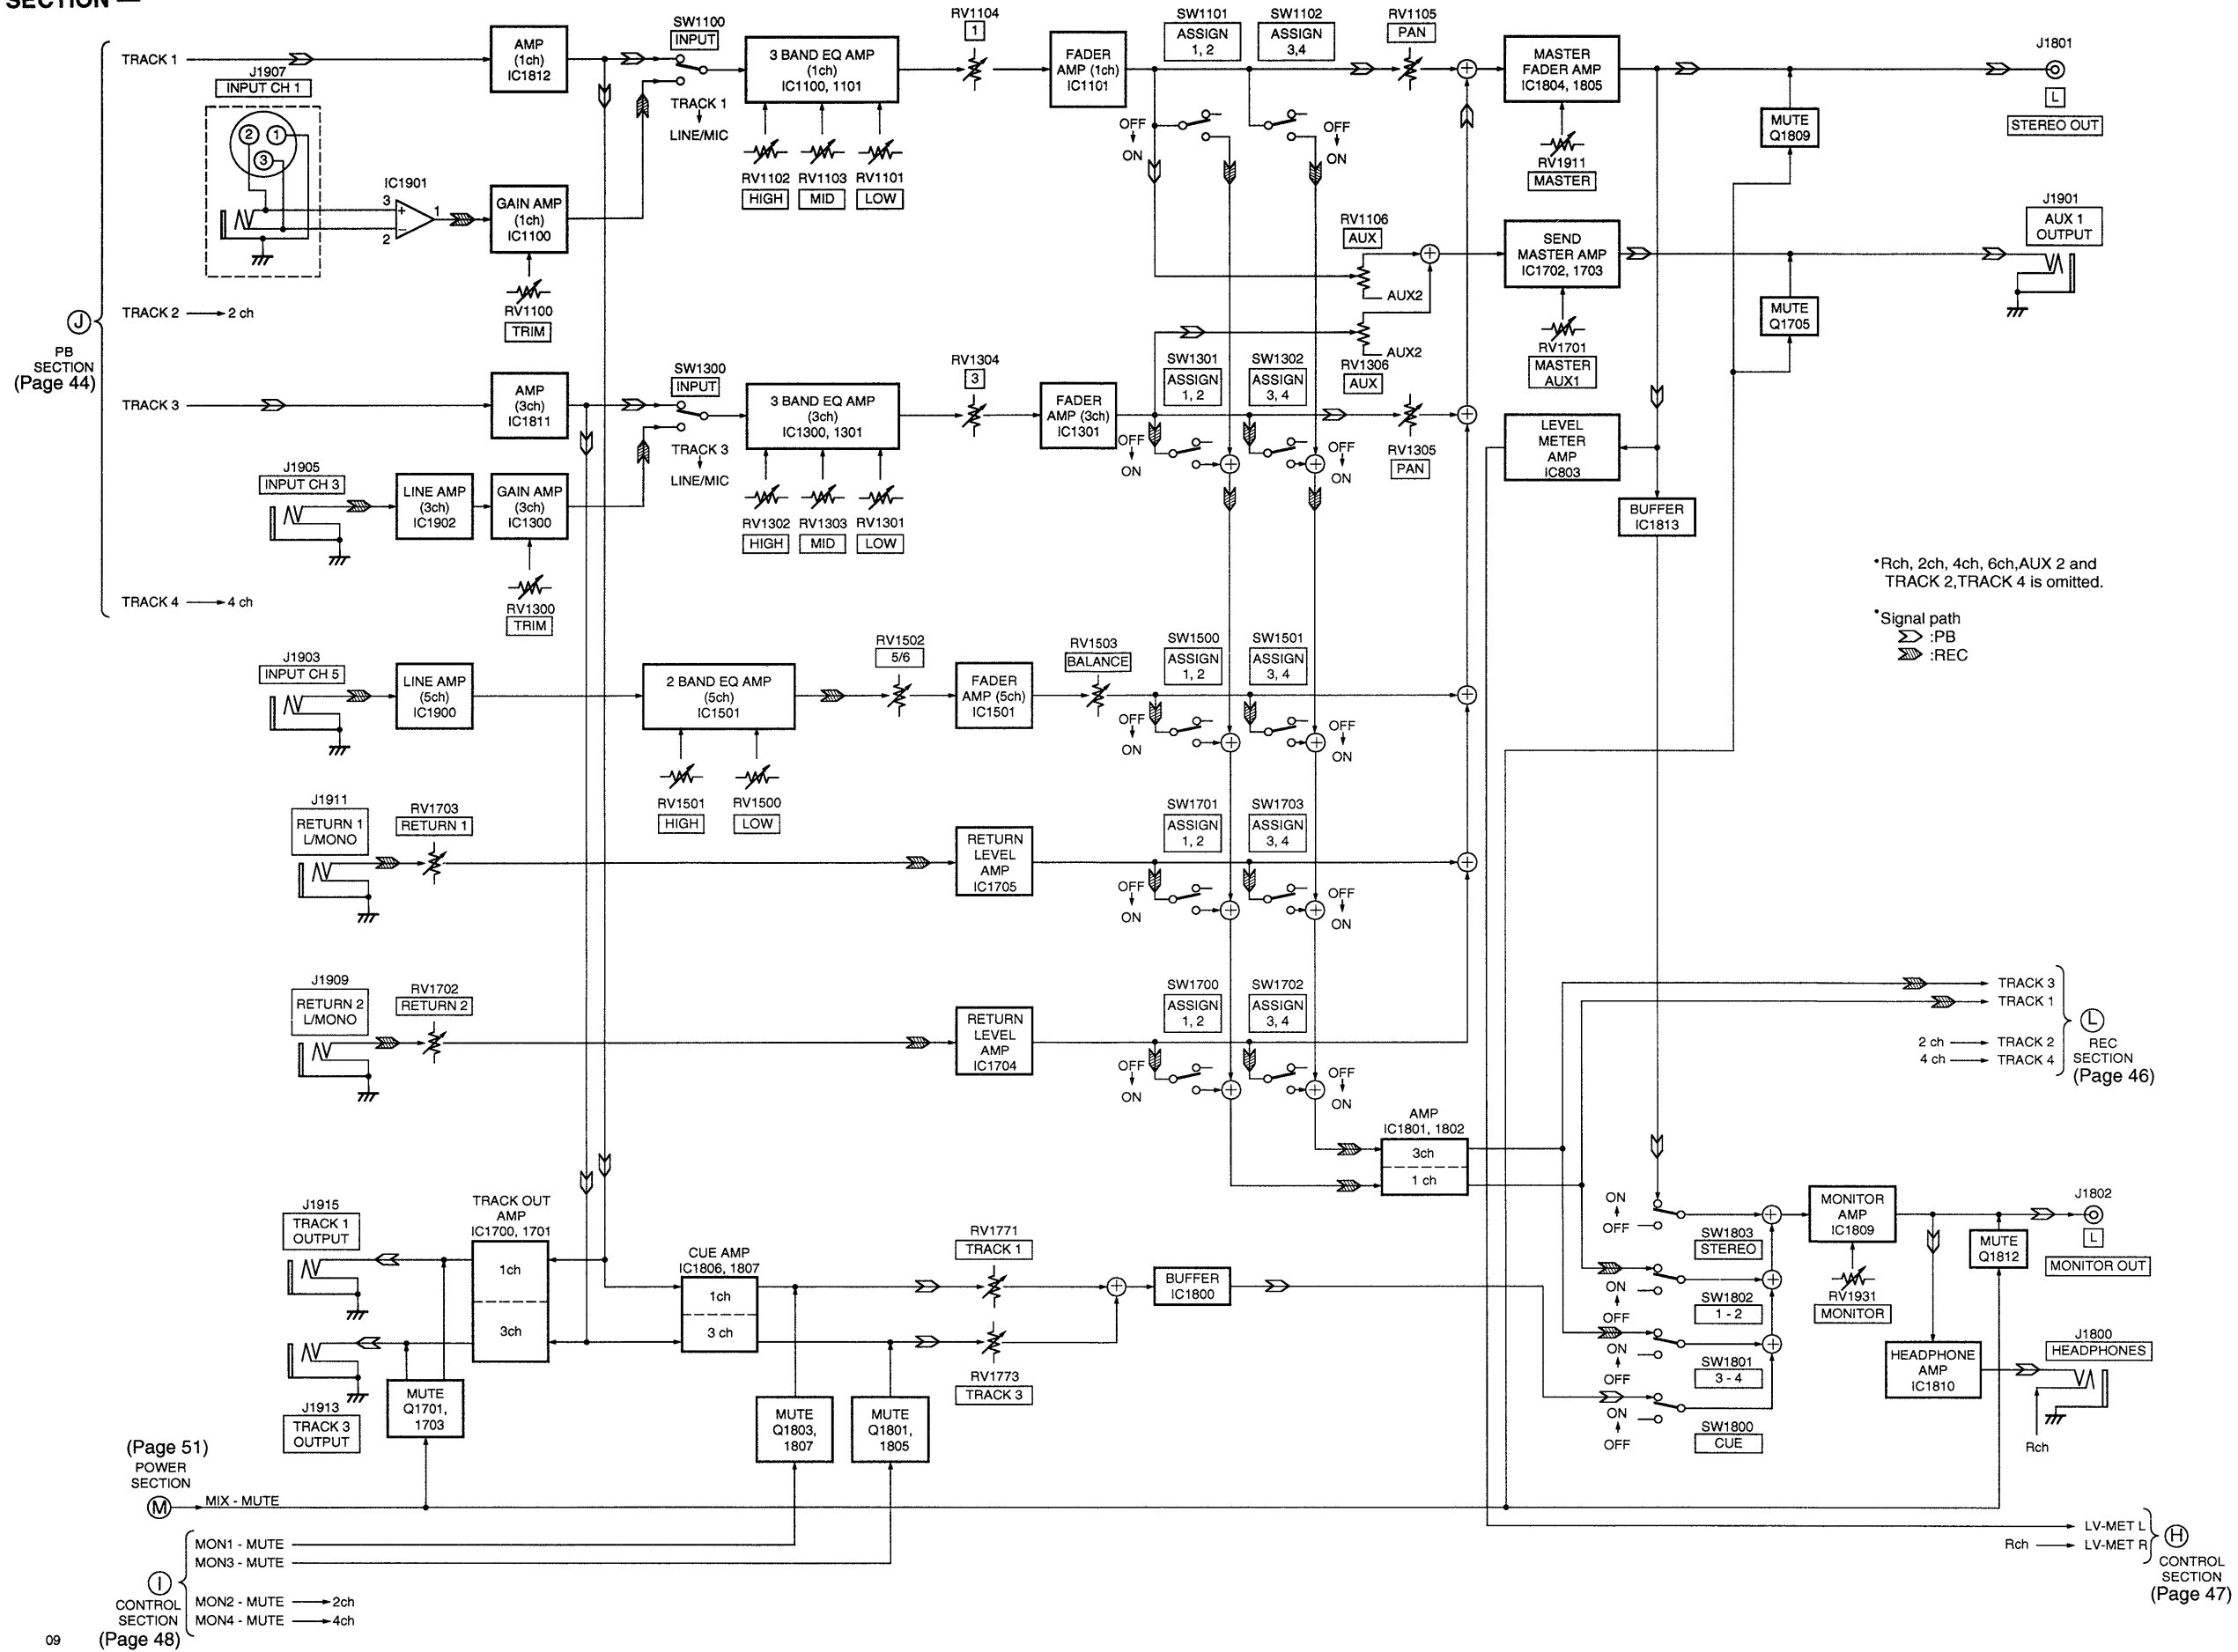 SECTION —
TRACK 1
J1907
INPUT CH 1
2
1
3
IC1901
3
+
1
2
–
AMP
(1ch)
IC1812
GAIN AMP
(1ch)
IC1100
RV1100
TRIM
SW1100
INPUT
TRACK 1
LINE/MIC
3 BAND EQ AMP
(1ch)
IC1100, 1101
RV1102
HIGH
RV1103
MID
RV1101
LOW
RV1104
1
FADER
AMP (1ch)
IC1101
SW1101
ASSIGN
1, 2
SW1102
ASSIGN
3,4
OFF
ON
OFF
ON
RV1105
PAN
+
MASTER
FADER AMP
IC1804, 1805
RV1911
MASTER
MUTE
Q1809
J1801
L
STEREO OUT
RV1106
AUX
AUX2
+
SEND
MASTER AMP
IC1702, 1703
RV1701
MASTER
AUX1
MUTE
Q1705
J1901
AUX 1
OUTPUT
J
PB
SECTION
(Page 44)
TRACK 2
2 ch
TRACK 3
AMP
(3ch)
IC1811
SW1300
INPUT
TRACK 3
LINE/MIC
3 BAND EQ AMP
(3ch)
IC1300, 1301
RV1302
HIGH
RV1303
MID
RV1301
LOW
RV1304
3
FADER
AMP (3ch)
IC1301
SW1301
ASSIGN
1, 2
SW1302
ASSIGN
3, 4
OFF
ON
+
+
OFF
ON
AUX2
RV1306
AUX
RV1305
PAN
+
LEVEL
METER
AMP
IC803
BUFFER
IC1813
J1905
INPUT CH 3
LINE AMP
(3ch)
IC1902
GAIN AMP
(3ch)
IC1300
RV1300
TRIM
TRACK 4
4 ch
*Rch, 2ch, 4ch, 6ch,AUX 2 and
TRACK 2,TRACK 4 is omitted.
*Signal path
:PB
:REC
J1903
INPUT CH 5
LINE AMP
(5ch)
IC1900
2 BAND EQ AMP
(5ch)
IC1501
RV1501
HIGH
RV1500
LOW
RV1502
5/6
FADER
AMP (5ch)
IC1501
RV1503
BALANCE
SW1500
ASSIGN
1, 2
SW1501
ASSIGN
3, 4
OFF
ON
+
+
OFF
ON
+
J1911
RETURN 1
L/MONO
RV1703
RETURN 1
RETURN
LEVEL
AMP
IC1705
SW1701
ASSIGN
1, 2
SW1703
ASSIGN
3, 4
OFF
ON
+
+
OFF
ON
+
J1909
RETURN 2
L/MONO
RV1702
RETURN 2
RETURN
LEVEL
AMP
IC1704
SW1700
ASSIGN
1, 2
SW1702
ASSIGN
3, 4
OFF
ON
+
+
OFF
ON
AMP
IC1801, 1802
3ch
1 ch
TRACK 3
TRACK 1
2 ch
TRACK 2
4 ch
TRACK 4
L
REC
SECTION
(Page 46)
J1915
TRACK 1
OUTPUT
TRACK OUT
AMP
IC1700, 1701
1ch
3ch
CUE AMP
IC1806, 1807
1ch
3 ch
RV1771
TRACK 1
RV1773
TRACK 3
+
BUFFER
IC1800
ON
OFF
SW1803
STEREO
+
ON
OFF
SW1802
1 - 2
+
ON
OFF
SW1801
3 - 4
+
ON
OFF
SW1800
CUE
MONITOR
AMP
IC1809
RV1931
MONITOR
MUTE
Q1812
J1802
L
MONITOR OUT
HEADPHONE
AMP
IC1810
J1800
HEADPHONES
Rch
J1913
TRACK 3
OUTPUT
MUTE
Q1701,
1703
MUTE
Q1803,
1807
MUTE
Q1801,
1805
(Page 51)
POWER
SECTION
M
MIX - MUTE
MON1 - MUTE
MON3 - MUTE
I
CONTROL
SECTION
(Page 48)
MON2 - MUTE
2ch
MON4 - MUTE
4ch
LV-MET L
Rch
LV-MET R
H
CONTROL
SECTION
(Page 47)
09